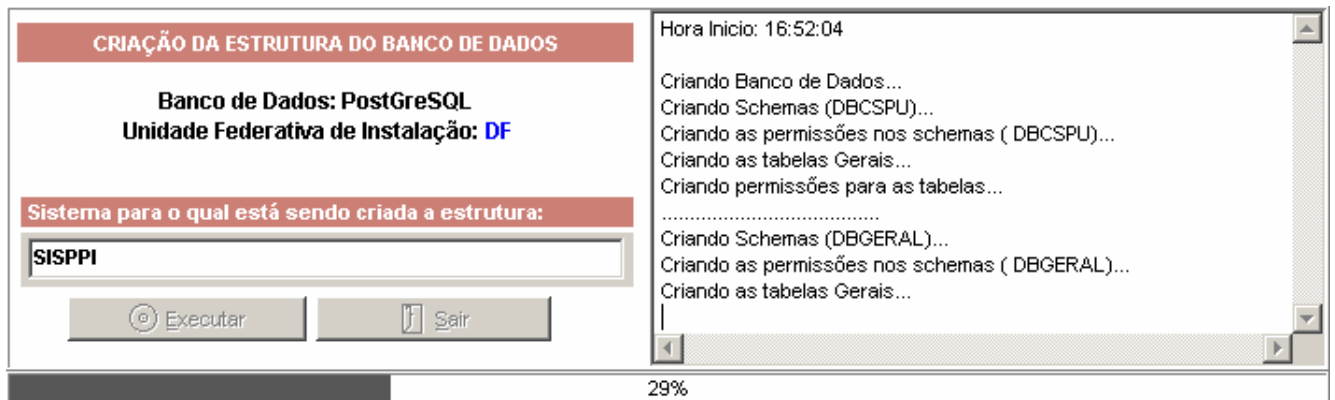 CRIAÇÃO DA ESTRUTURA DO BANCO DE DADOS
Banco de Dados: PostGreSQL
Unidade Federativa de Instalação: DF
Sistema para o qual está sendo criada a estrutura:
SISPPI
Executar
Sair
Hora Inicio: 16:52:04
Criando Banco de Dados...
Criando Schemas (DBCSPU)...
Criando as permissões nos schemas ( DBCSPU)...
Criando as tabelas Gerais...
Criando permissões para as tabelas...
.......................................
Criando Schemas (DBGERAL)...
Criando as permissões nos schemas ( DBGERAL)...
Criando as tabelas Gerais...
29%